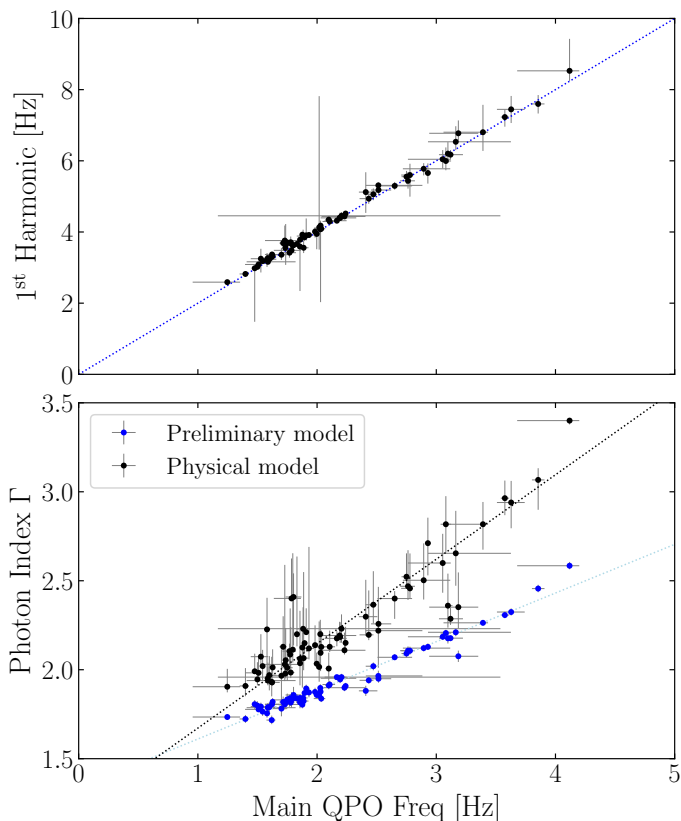 10
8
6
4
2
0
1st Harmonic [Hz]
3.5
3.0
2.5
2.0
1.5
Photon Index Γ
Preliminary model
Physical model
0 1 2 3 4 5
Main QPO Freq [Hz]